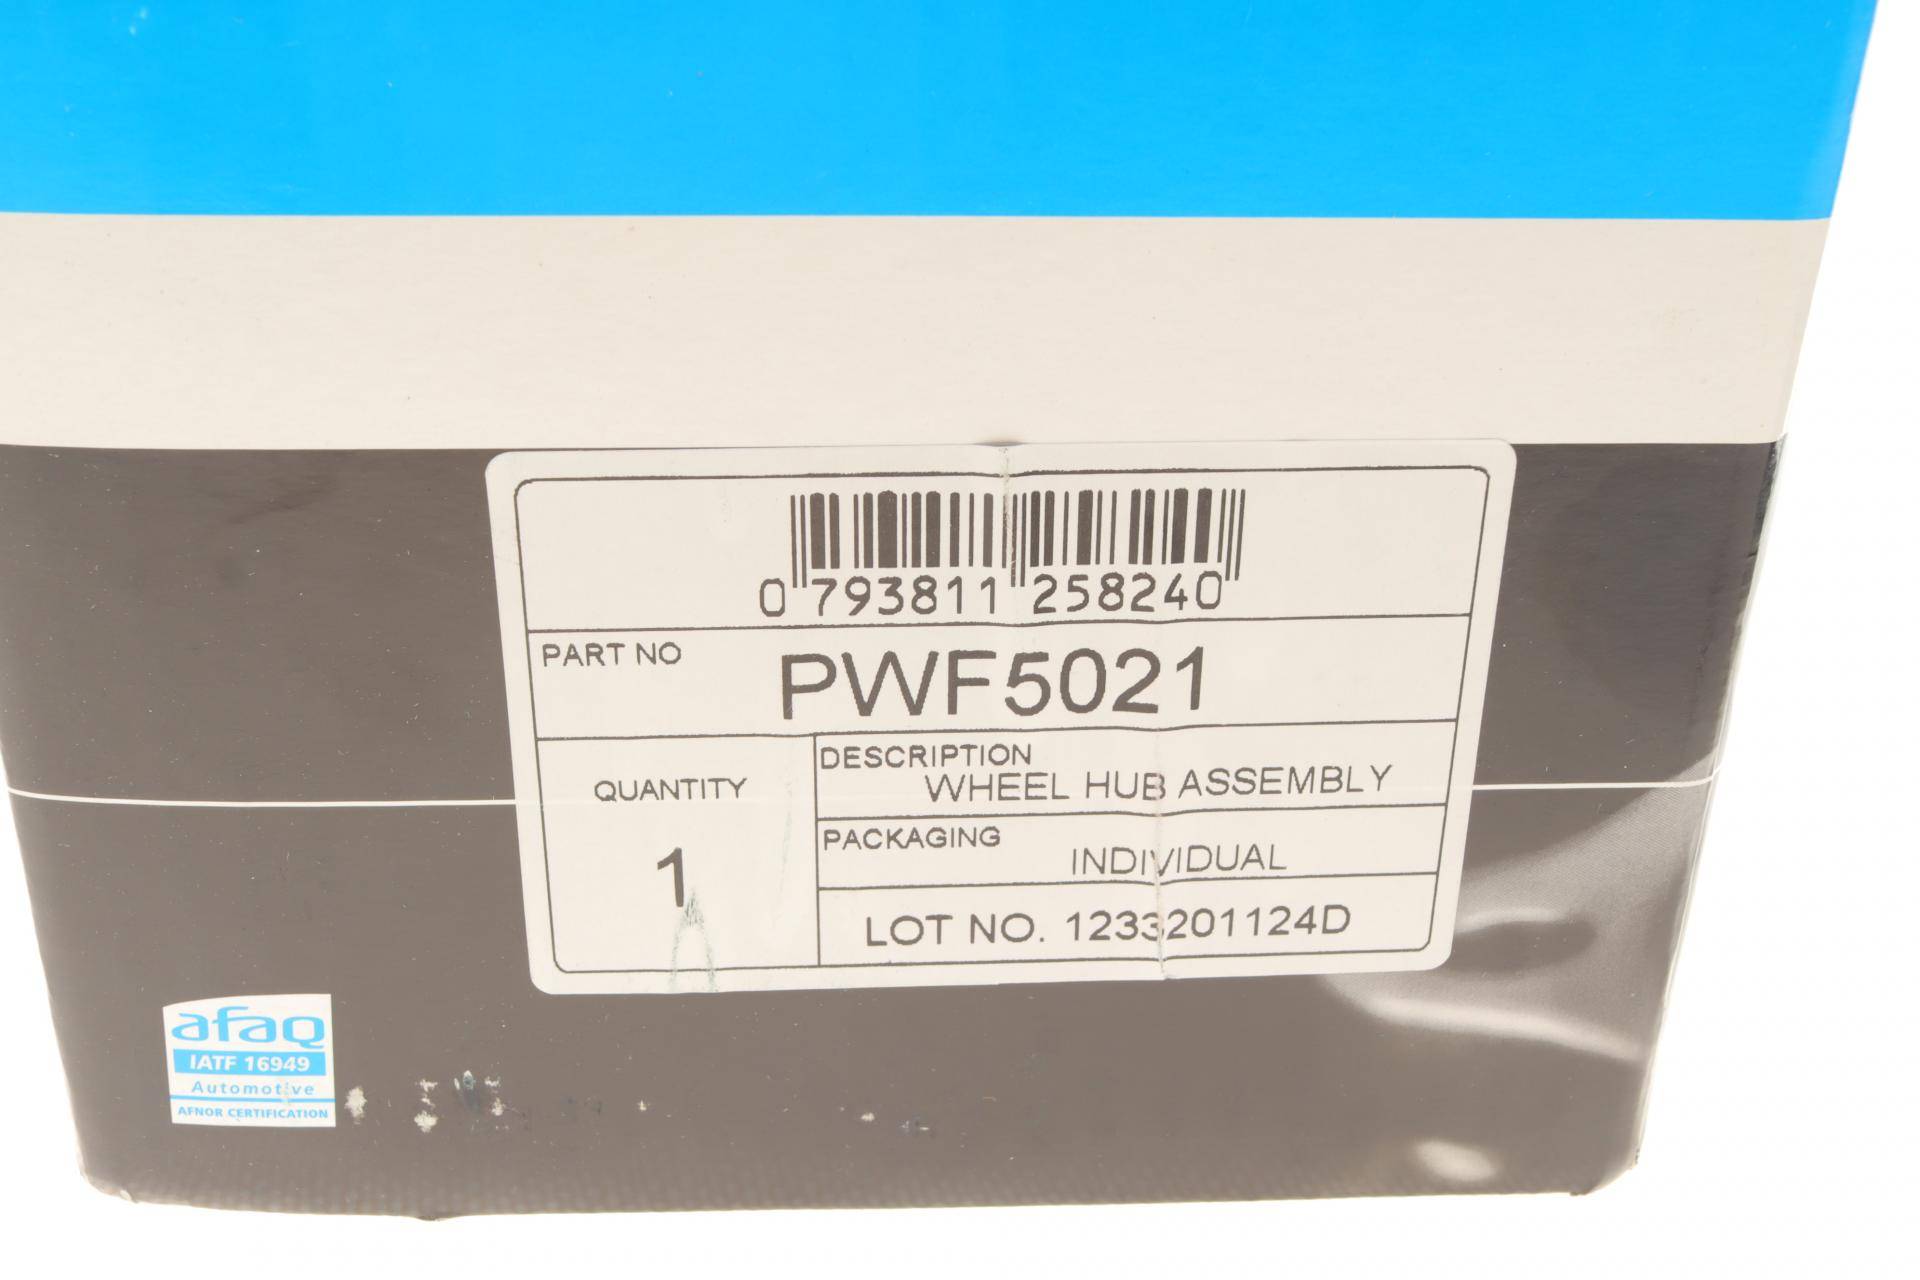 0 793811 258240
PART NO PWF5021
QUANTITY
1
DESCRIPTION
WHEEL HUB ASSEMBLY
PACKAGING
INDIVIDUAL
LOT NO. 1233201124D
afaq
IATF 16949
Automotive
AFNOR CERTIFICATION